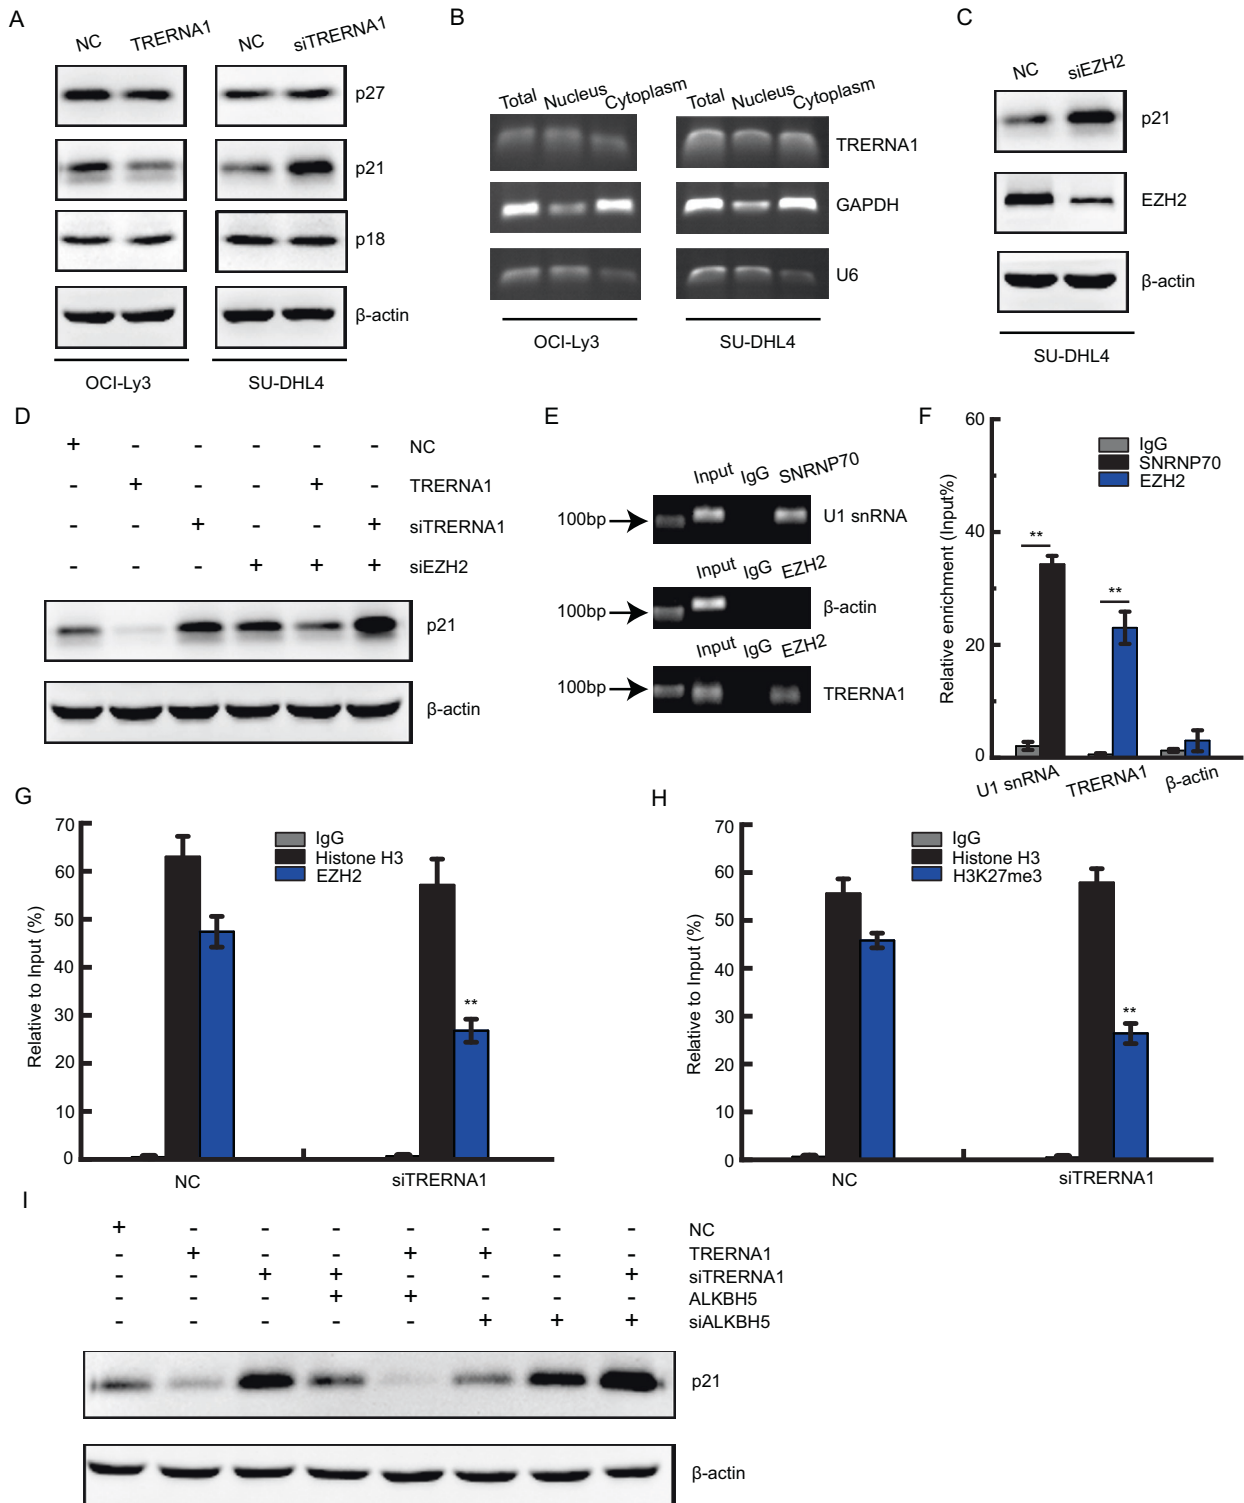 A
NC TRERNA1 NC siTRERNA1
p27
p21
p18
β-actin
OCI-Ly3 SU-DHL4
B
Total Nucleus Cytoplasm Total Nucleus Cytoplasm
TRERNA1
GAPDH
U6
OCI-Ly3 SU-DHL4
C
NC siEZH2
p21
EZH2
β-actin
SU-DHL4
D
+ - - - - - NC
- + - - + - TRERNA1
- - + - - + siTRERNA1
- - - + + + siEZH2
p21
β-actin
E
Input IgG SNRNP70
100bp U1 snRNA
Input IgG EZH2
100bp β-actin
Input IgG EZH2
100bp TRERNA1
F
Relative enrichment (Input%)
60
40
20
0
IgG
SNRNP70
EZH2
** **
U1 snRNA TRERNA1 β-actin
G
Relative to Input (%)
70
60
50
40
30
20
10
0
IgG
Histone H3
EZH2
**
NC siTRERNA1
H
Relative to Input (%)
70
60
50
40
30
20
10
0
IgG
Histone H3
H3K27me3
**
NC siTRERNA1
I
+ - - - - - - - NC
- + - - + + - - TRERNA1
- - + + - - - + siTRERNA1
- - - + + - - - ALKBH5
- - - - - + + + siALKBH5
p21
β-actin